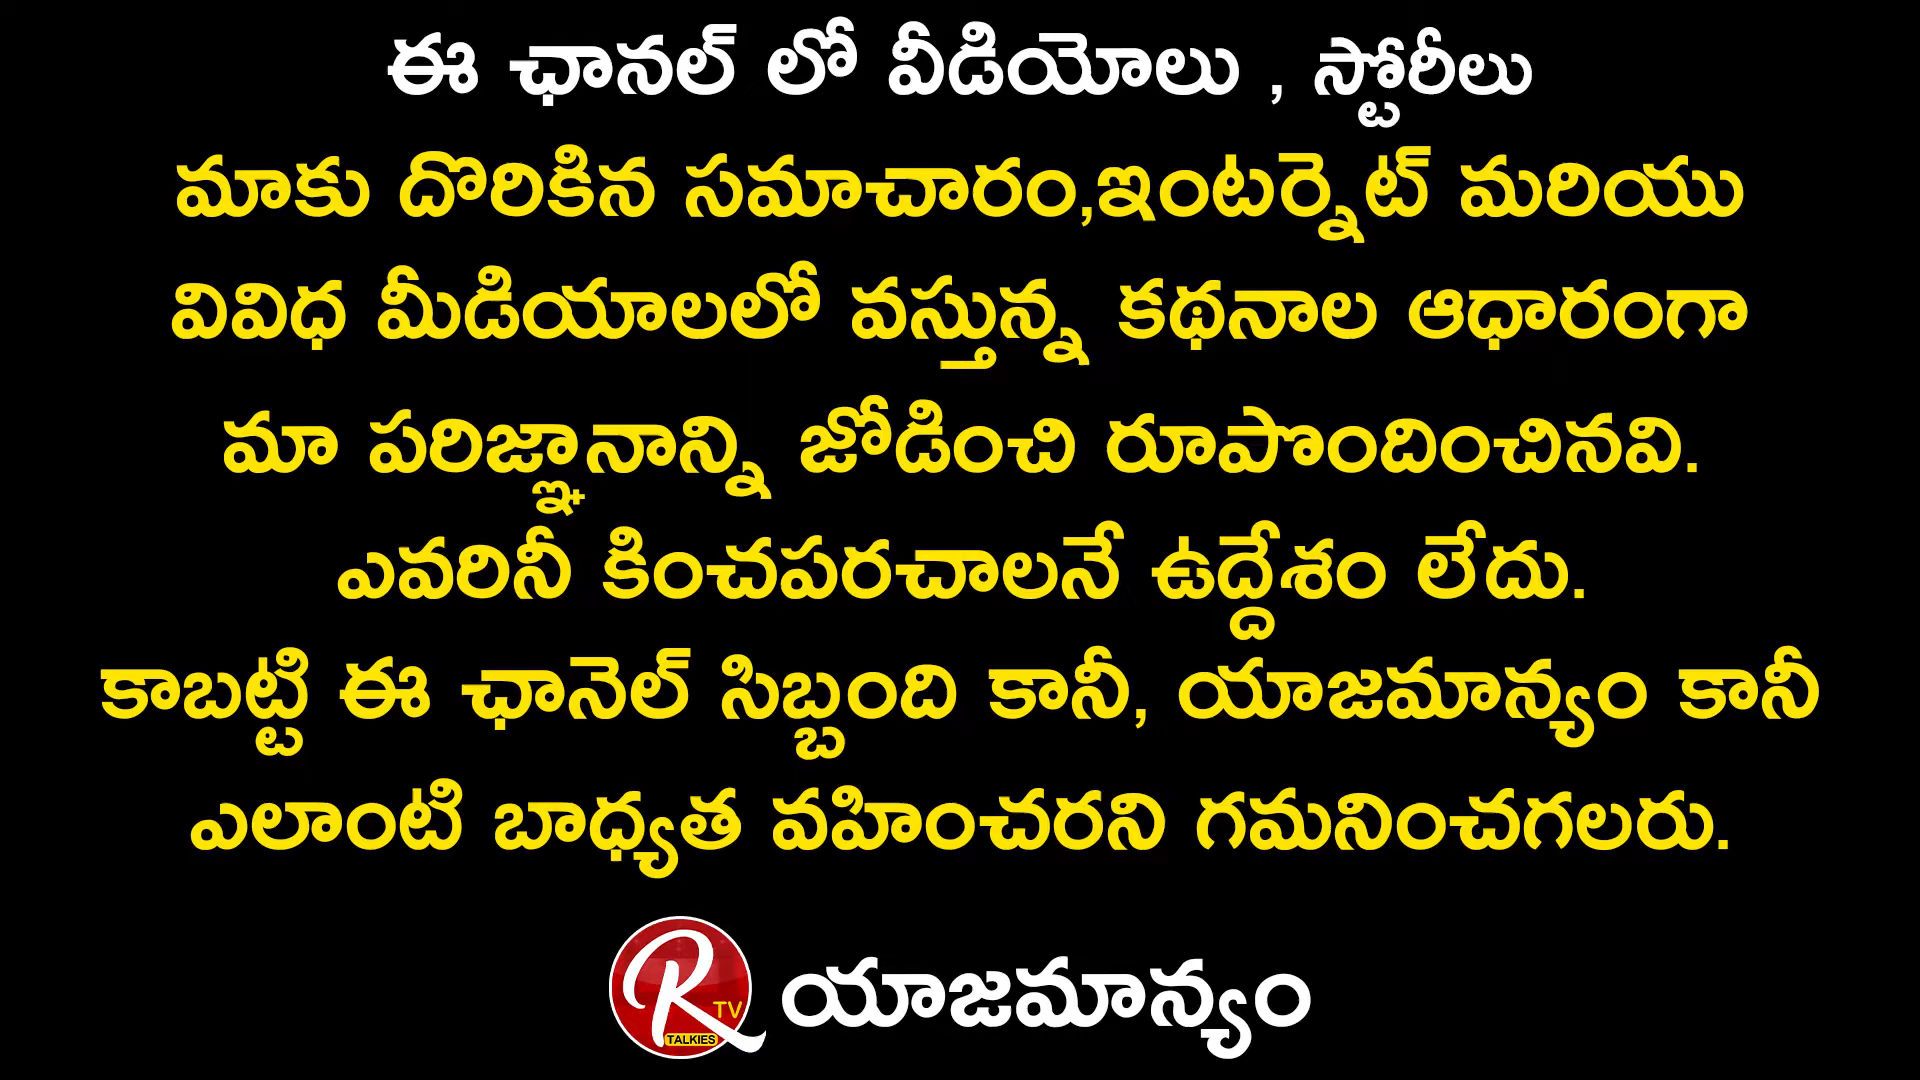 ఈ ఛానల్ లో వీడియోలు , స్టోరీలు
మాకు దొరికిన సమాచారం,ఇంటర్నెట్ మరియు
వివిధ మీడియాలలో వస్తున్న కథనాల ఆధారంగా
మా పరిజ్ఞానాన్ని జోడించి రూపొందించినవి.
ఎవరినీ కించపరచాలనే ఉద్దేశం లేదు.
కాబట్టి ఈ ఛానెల్ సిబ్బంది కానీ, యాజమాన్యం కానీ
ఎలాంటి బాధ్యత వహించరని గమనించగలరు.
R TV TALKIES యాజమాన్యం